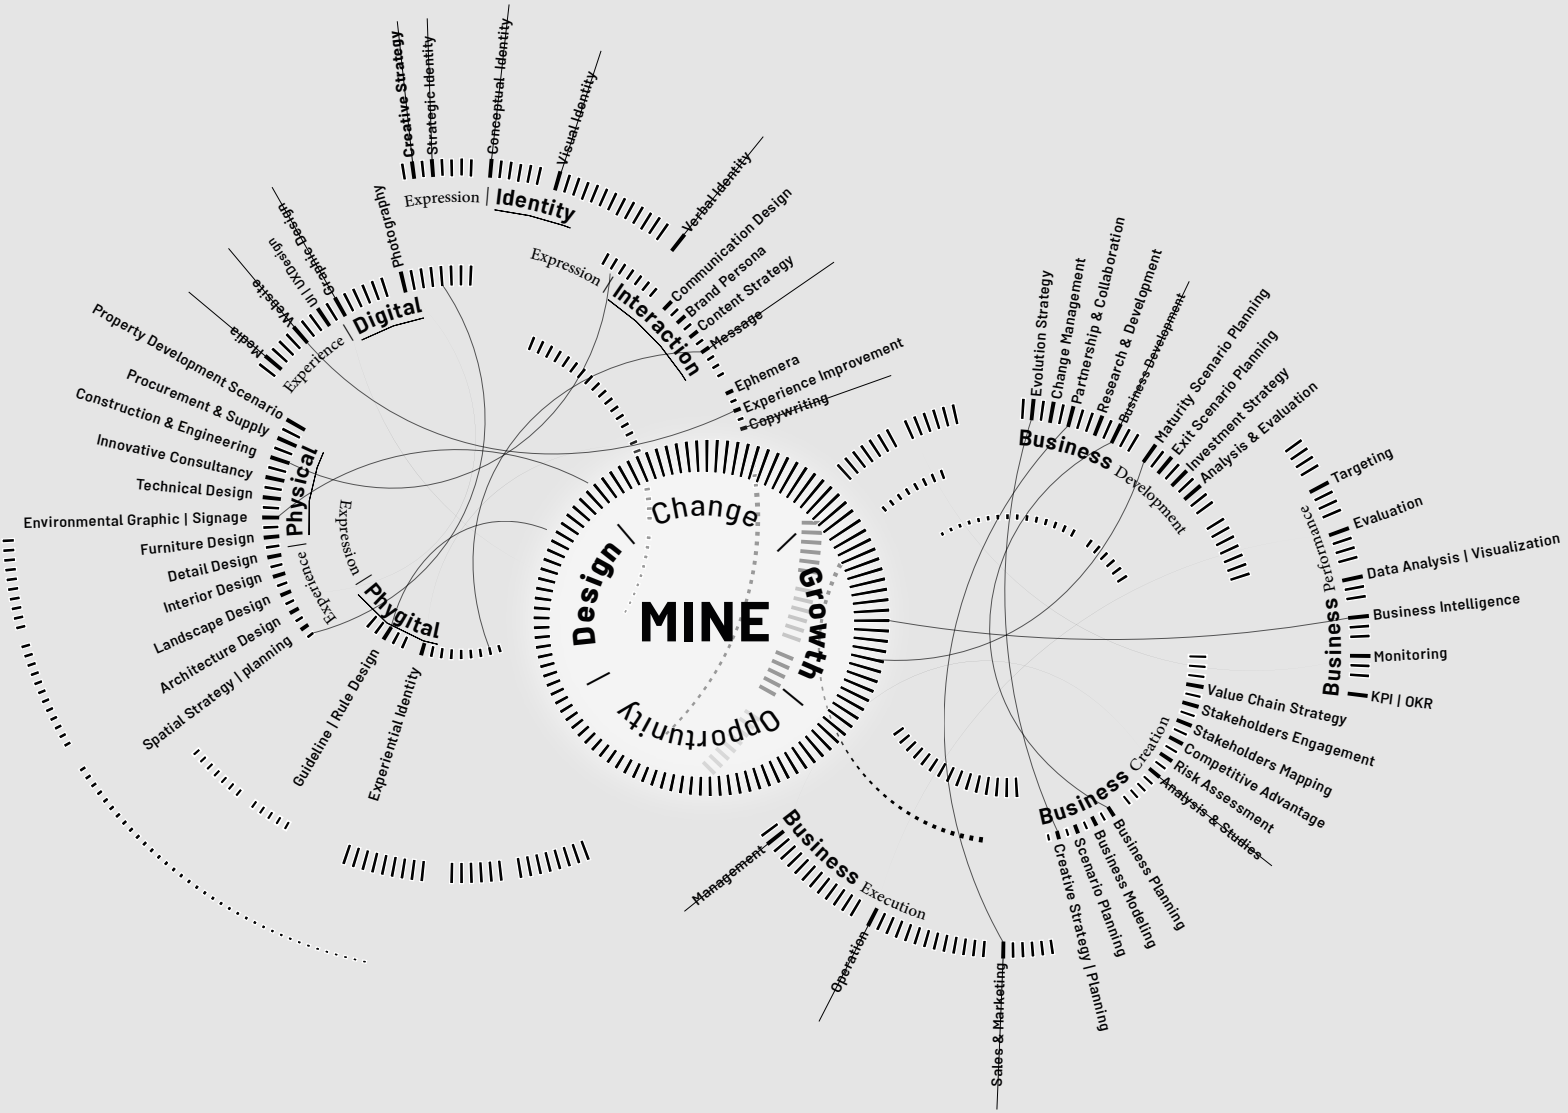 Creative Strategy
Strategic Identity
Conceptual Identity
Visual Identity
Verbal Identity
Expression | Identity
Photography
Graphic Design
UI | UXDesign
Website
Media
Experience | Digital
Expression / Interaction
Communication Design
Brand Persona
Content Strategy
Message
Ephemera
Experience Improvement
Copywriting
Property Development Scenario
Procurement & Supply
Construction & Engineering
Innovative Consultancy
Technical Design
Environmental Graphic | Signage
Furniture Design
Detail Design
Interior Design
Landscape Design
Architecture Design
Spatial Strategy | planning
Experience | Physical
Expression / Phygital
Guideline | Rule Design
Experiential Identity
MINE
Design
Change
Growth
Opportunity
Evolution Strategy
Change Management
Partnership & Collaboration
Research & Development
Business Development
Maturity Scenario Planning
Exit Scenario Planning
Investment Strategy
Analysis & Evaluation
Business Development
Targeting
Evaluation
Data Analysis | Visualization
Business Intelligence
Monitoring
KPI | OKR
Business Performance
Value Chain Strategy
Stakeholders Engagement
Stakeholders Mapping
Competitive Advantage
Risk Assessment
Analysis & Studies
Business Creation
Business Planning
Business Modeling
Scenario Planning
Creative Strategy | Planning
Business Execution
Management
Operation
Sales & Marketing